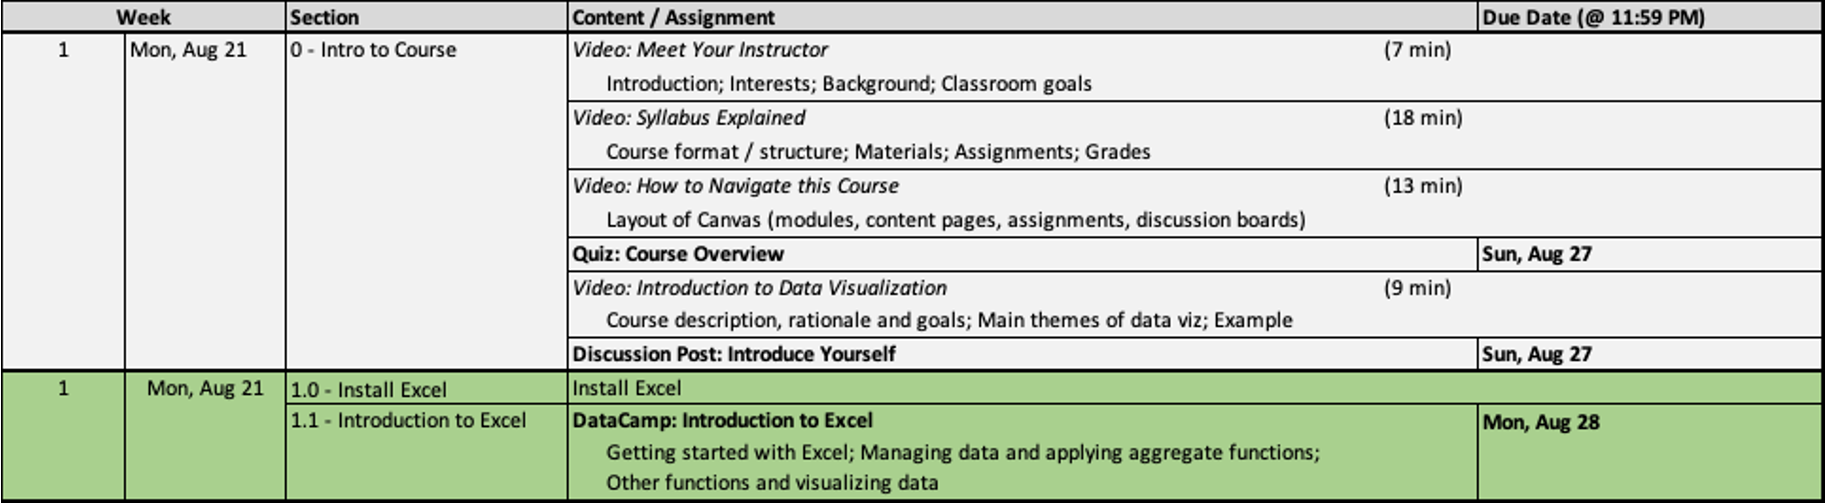 Week Section Content / Assignment Due Date (@ 11:59 PM)
1 Mon, Aug 21 0 - Intro to Course Video: Meet Your Instructor (7 min)
Introduction; Interests; Background; Classroom goals
Video: Syllabus Explained (18 min)
Course format / structure; Materials; Assignments; Grades
Video: How to Navigate this Course (13 min)
Layout of Canvas (modules, content pages, assignments, discussion boards)
Quiz: Course Overview Sun, Aug 27
Video: Introduction to Data Visualization (9 min)
Course description, rationale and goals; Main themes of data viz; Example
Discussion Post: Introduce Yourself Sun, Aug 27
1 Mon, Aug 21 1.0 - Install Excel Install Excel
1.1 - Introduction to Excel DataCamp: Introduction to Excel Mon, Aug 28
Getting started with Excel; Managing data and applying aggregate functions;
Other functions and visualizing data